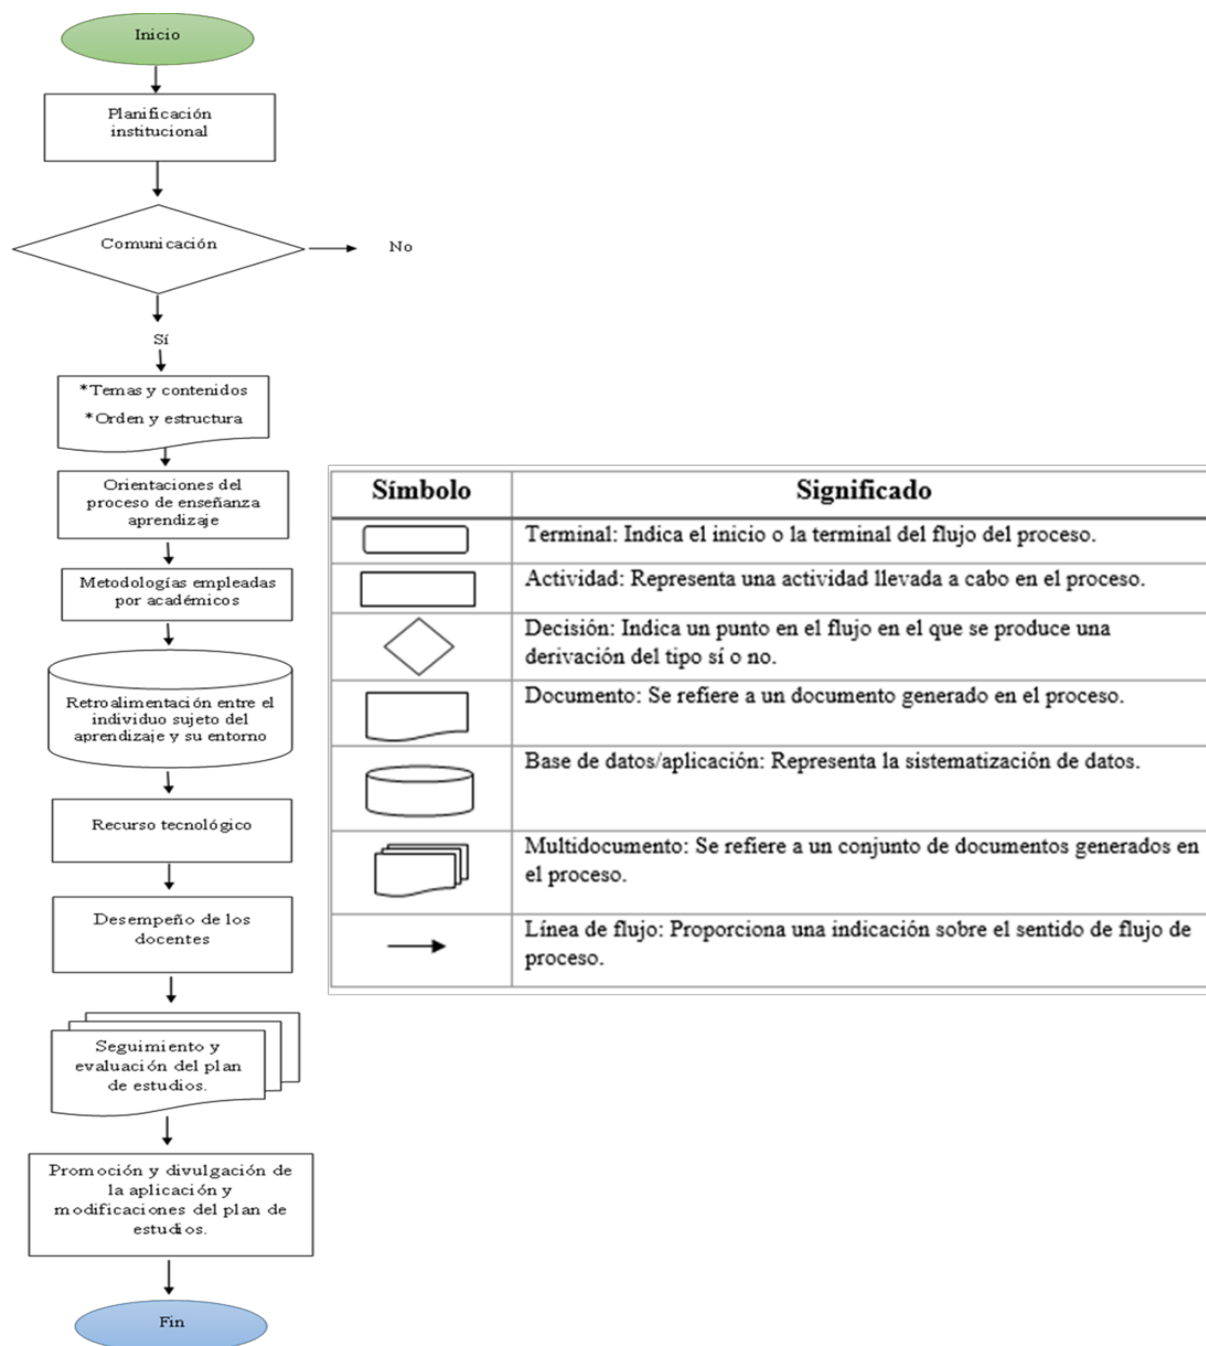 Inicio
Planificación
institucional
Comunicación
No
Sí
*Temas y contenidos
*Orden y estructura
Orientaciones del
proceso de enseñanza
aprendizaje
Metodologías empleadas
por académicos
Retroalimentación entre el
individuo sujeto del
aprendizaje y su entorno
Recurso tecnológico
Desempeño de los
docentes
Seguimiento y
evaluación del plan
de estudios.
Promoción y divulgación de
la aplicación y
modificaciones del plan de
estudios.
Fin
Símbolo
Significado
Terminal: Indica el inicio o la terminal del flujo del proceso.
Actividad: Representa una actividad llevada a cabo en el proceso.
Decisión: Indica un punto en el flujo en el que se produce una
derivación del tipo sí o no.
Documento: Se refiere a un documento generado en el proceso.
Base de datos/aplicación: Representa la sistematización de datos.
Multidocumento: Se refiere a un conjunto de documentos generados en
el proceso.
Línea de flujo: Proporciona una indicación sobre el sentido de flujo de
proceso.